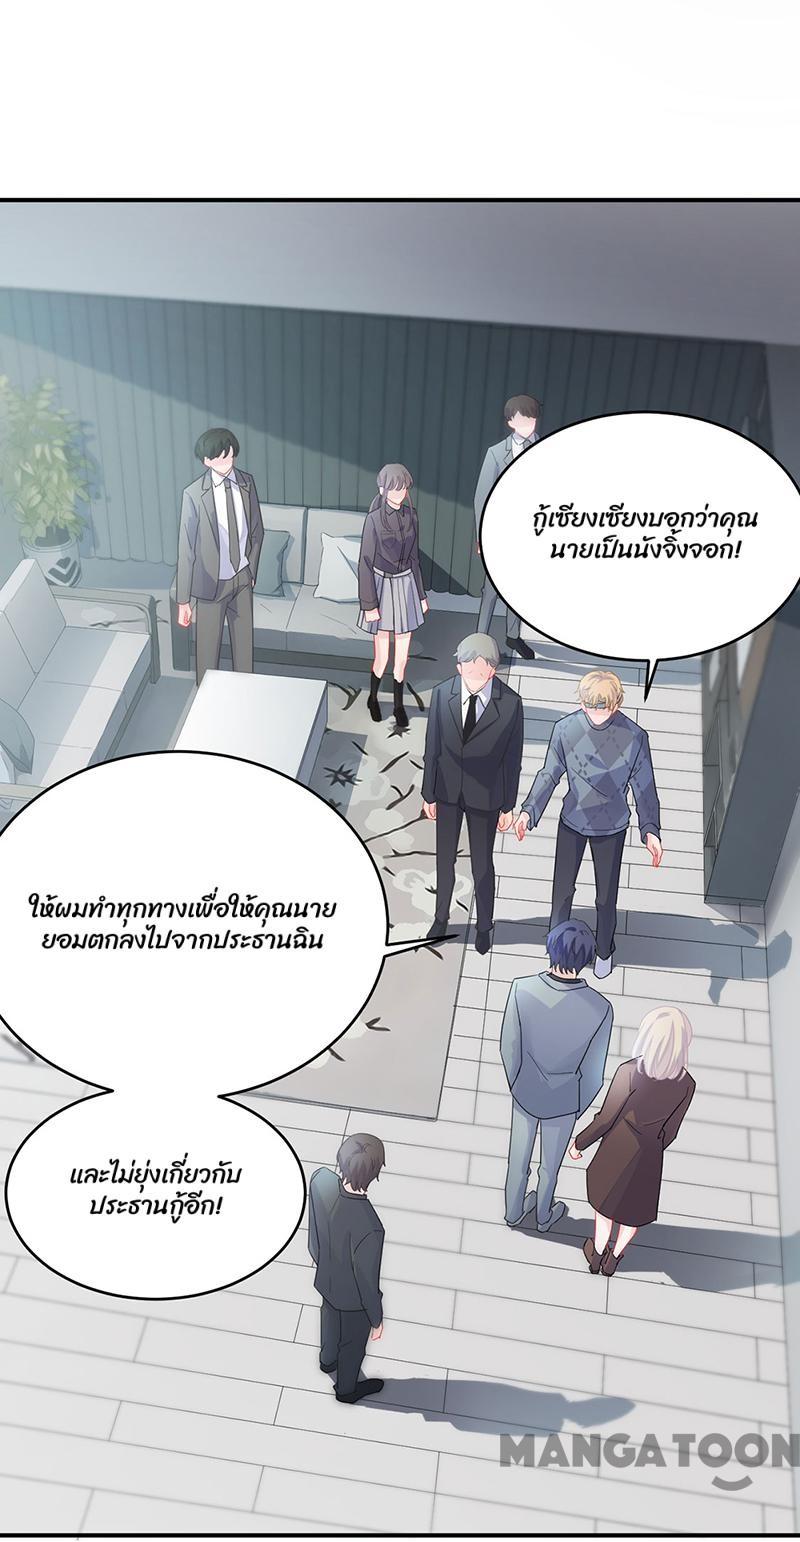 กู้เซียงเซียงบอกว่าคุณ
นายเป็นนังจิ้งจอก!
ให้ผมทำทุกทางเพื่อให้คุณนาย
ยอมตกลงไปจากประธานฉิน
และไม่ยุ่งเกี่ยวกับ
ประธานกู้อีก!
MANGATOON